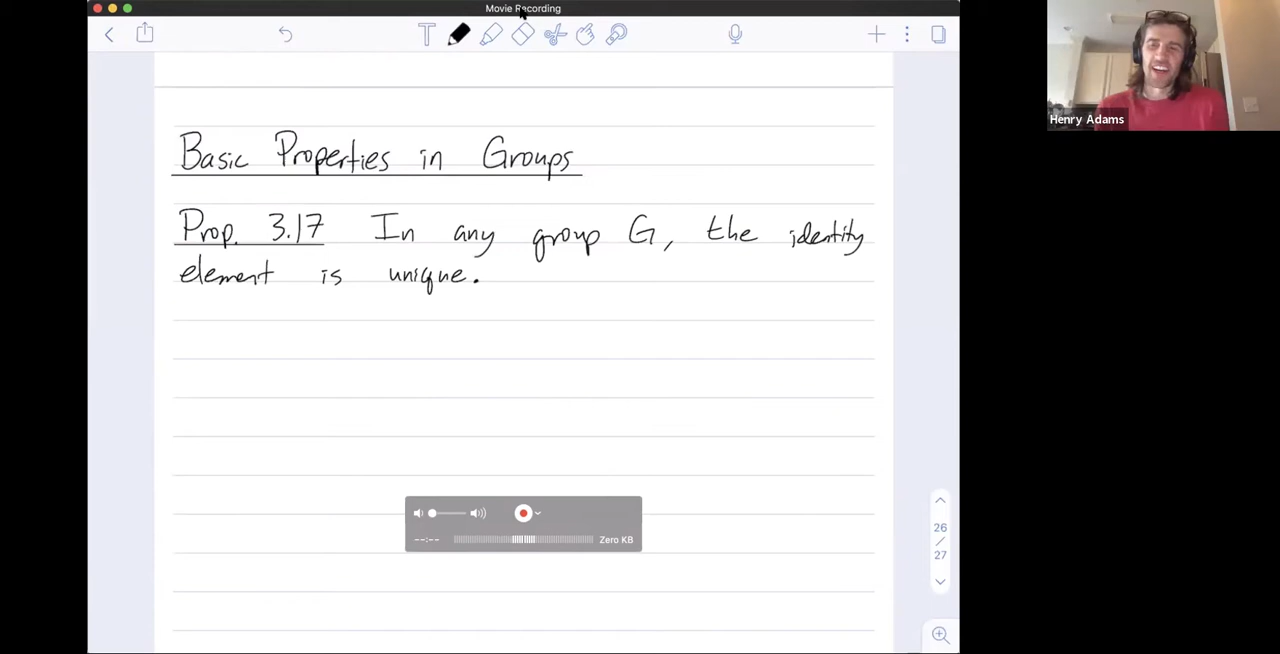 Movie Recording
Henry Adams
Basic Properties in Groups
Prop. 3.17 In any group G, the identity
element is unique.
--:--
Zero KB
26
/
27